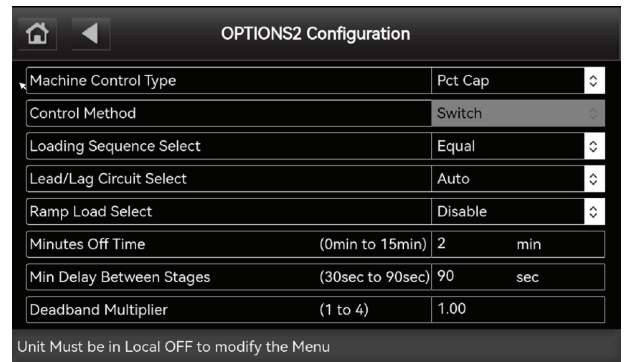 OPTIONS2 Configuration
Machine Control Type Pct Cap
Control Method Switch
Loading Sequence Select Equal
Lead/Lag Circuit Select Auto
Ramp Load Select Disable
Minutes Off Time (0min to 15min) 2 min
Min Delay Between Stages (30sec to 90sec) 90 sec
Deadband Multiplier (1 to 4) 1.00
Unit Must be in Local OFF to modify the Menu